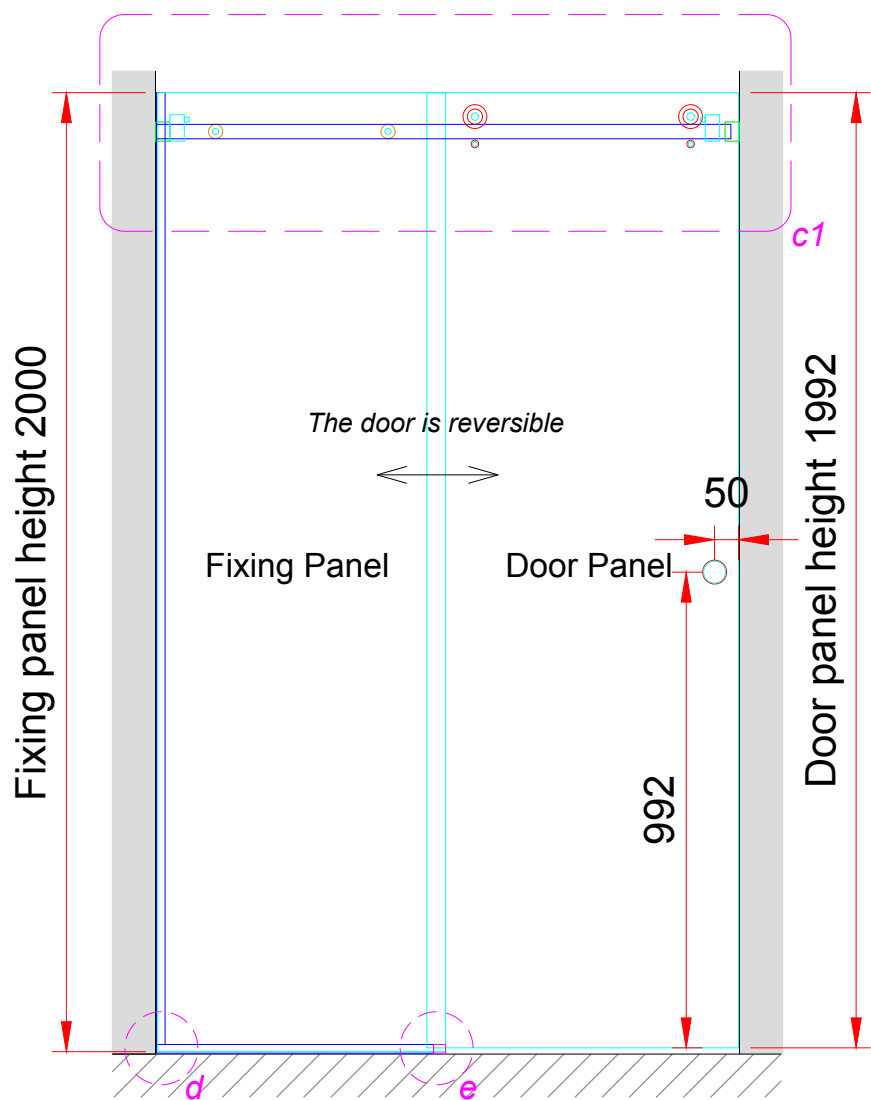 c1
Fixing panel height 2000
The door is reversible
Door panel height 1992
50
Fixing Panel
Door Panel
992
d
e